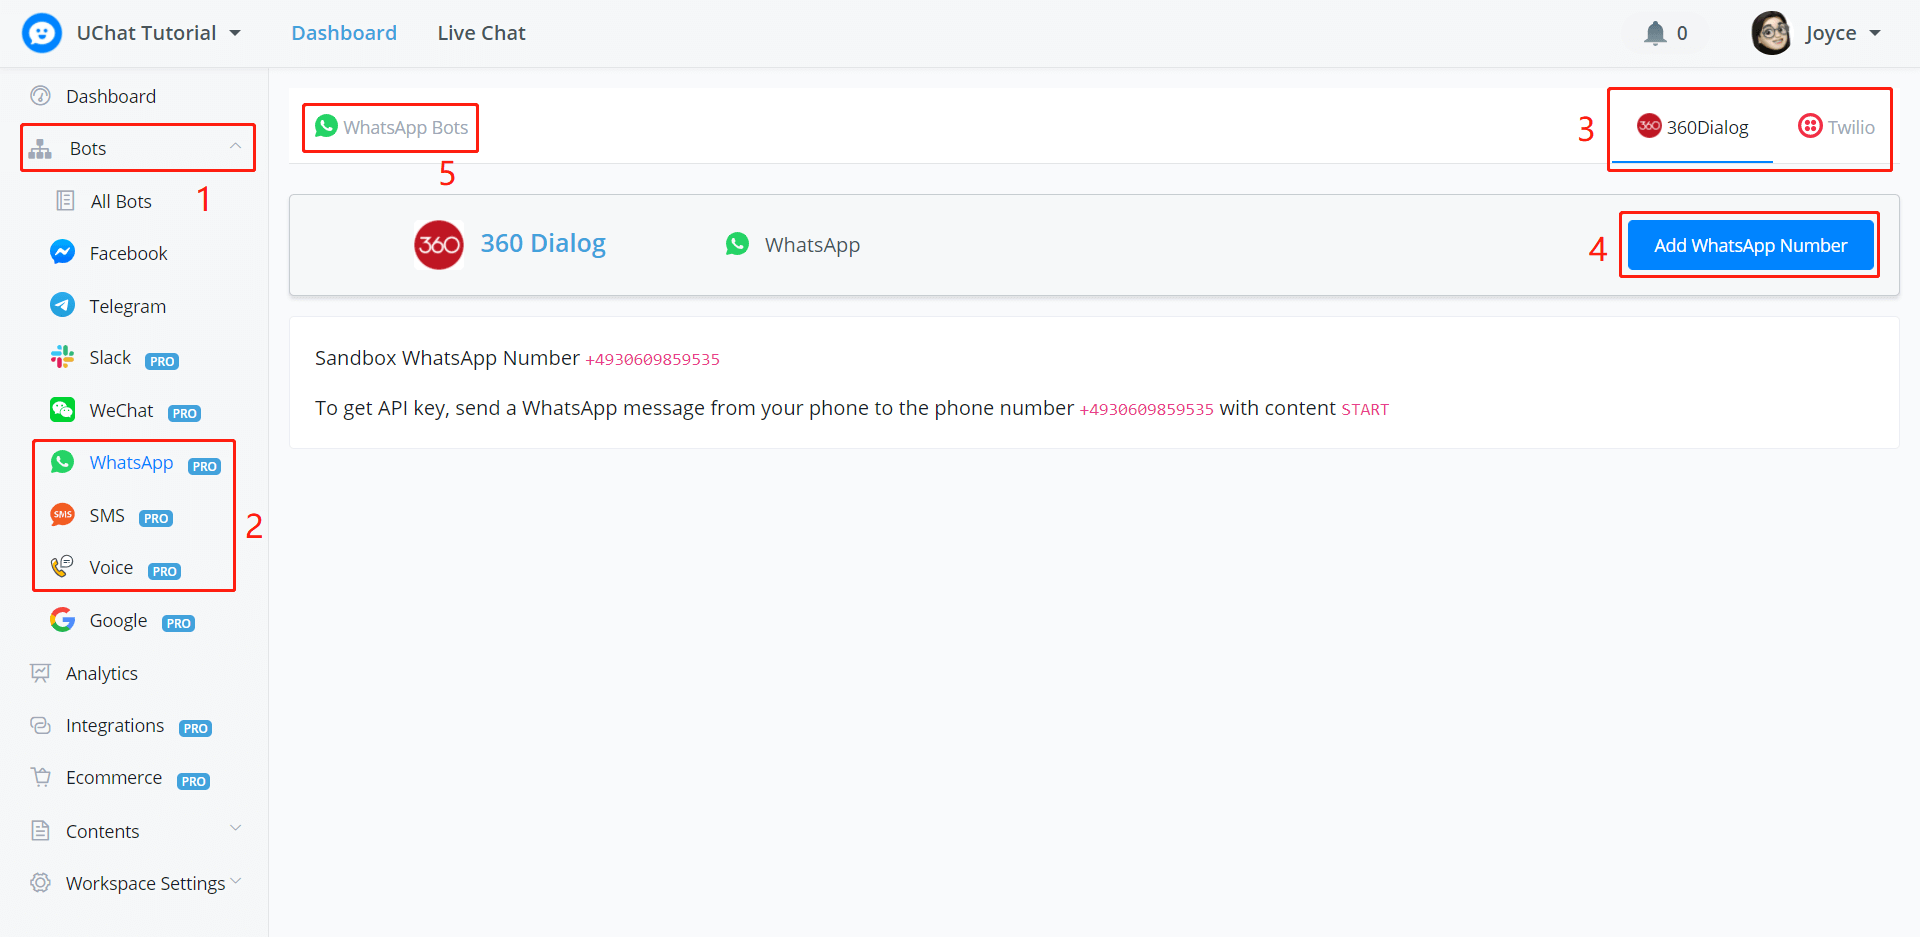 UChat Tutorial Dashboard Live Chat 0 Joyce
Dashboard
Bots
1
All Bots
Facebook
Telegram
Slack PRO
WeChat PRO
WhatsApp PRO
SMS SMS PRO
Voice PRO
2
Google PRO
Analytics
Integrations PRO
Ecommerce PRO
Contents
Workspace Settings
WhatsApp Bots
5
3
360 360Dialog Twilio
360 360 Dialog WhatsApp
4
Add WhatsApp Number
Sandbox WhatsApp Number +4930609859535
To get API key, send a WhatsApp message from your phone to the phone number +4930609859535 with content START